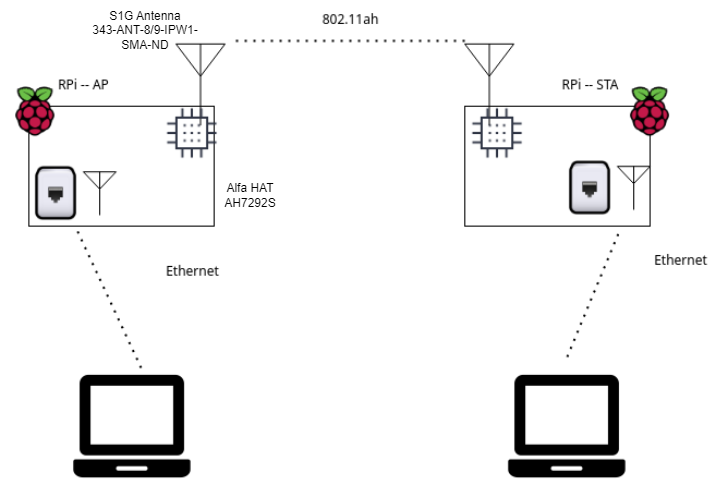 S1G Antenna
343-ANT-8/9-IPW1-
SMA-ND
802.11ah
RPi -- AP
RPi -- STA
Alfa HAT
AH7292S
Ethernet
Ethernet